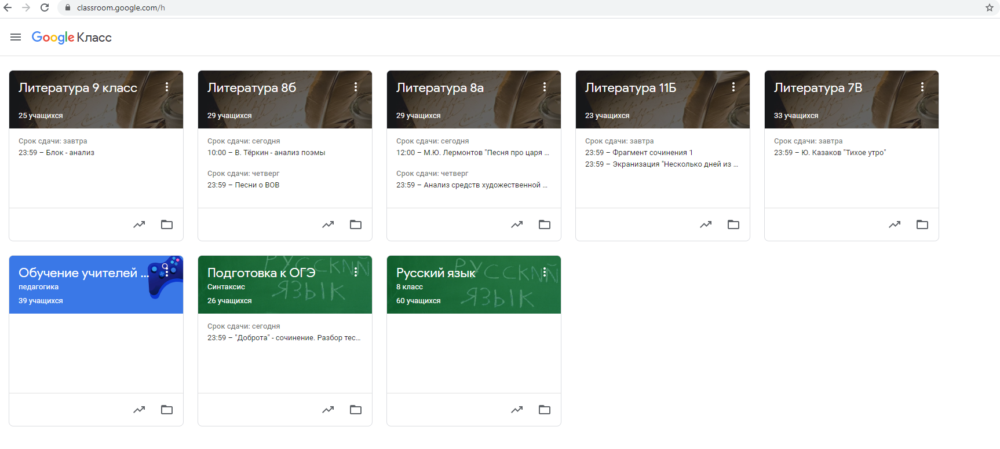 classroom.google.com/h
Google Класс
Литература 9 класс
25 учащихся
Срок сдачи: завтра
23:59 – Блок - анализ
Литература 8б
29 учащихся
Срок сдачи: сегодня
10:00 – В. Тёркин - анализ поэмы
Срок сдачи: четверг
23:59 – Песни о ВОВ
Литература 8а
29 учащихся
Срок сдачи: сегодня
12:00 – М.Ю. Лермонтов "Песня про царя ...
Срок сдачи: четверг
23:59 – Анализ средств художественной ...
Литература 11Б
23 учащихся
Срок сдачи: завтра
23:59 – Фрагмент сочинения 1
23:59 – Экранизация "Несколько дней из ...
Литература 7В
33 учащихся
Срок сдачи: завтра
23:59 – Ю. Казаков "Тихое утро"
Обучение учителей ...
педагогика
39 учащихся
Подготовка к ОГЭ
Синтаксис
26 учащихся
РУССКИЙ
ЯЗЫК
Срок сдачи: сегодня
23:59 – "Доброта" - сочинение. Разбор тес...
Русский язык
8 класс
60 учащихся
РУССКИЙ
ЯЗЫК